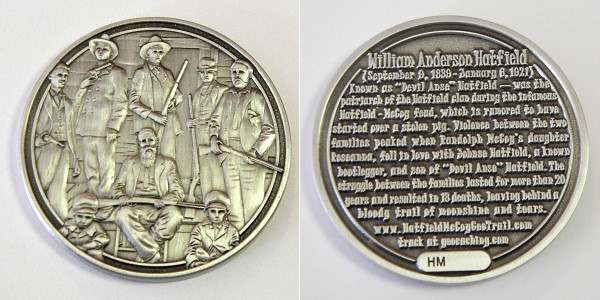 William Anderson Hatfield
(September 9, 1839 - January 6, 1921)
Known as "Devil Anse" Hatfield — was the
patriarch of the Hatfield clan during the infamous
Hatfield - McCoy feud, which is rumored to have
started over a stolen pig. Violence between the two
families peaked when Randolph McCoy's daughter
Roseanna, fell in love with Johnse Hatfield, a known
bootlegger, and son of "Devil Anse" Hatfield. The
struggle between the families lasted for more than 20
years and resulted in 13 deaths, leaving behind a
bloody trail of moonshine and tears.
www.HatfieldMcCoyGeoTrail.com
track at geocaching.com
HM